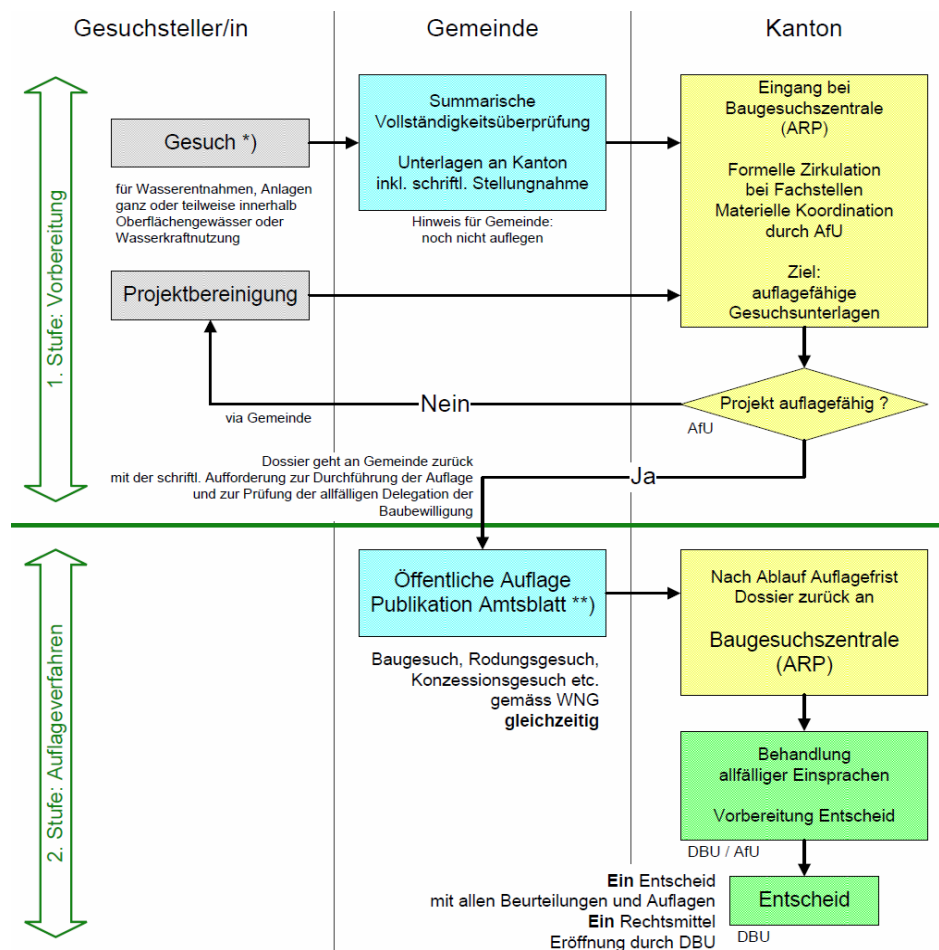 Gesuchsteller/in
Gemeinde
Kanton
1. Stufe: Vorbereitung
Gesuch *)
für Wasserentnahmen, Anlagen
ganz oder teilweise innerhalb
Oberflächengewässer oder
Wasserkraftnutzung
Summarische
Vollständigkeitsüberprüfung
Unterlagen an Kanton
inkl. schriftl. Stellungnahme
Hinweis für Gemeinde:
noch nicht auflegen
Eingang bei
Baugesuchszentrale
(ARP)
Formelle Zirkulation
bei Fachstellen
Materielle Koordination
durch AfU
Ziel:
auflagefähige
Gesuchsunterlagen
Projektbereinigung
Projekt auflagefähig ?
AfU
Nein
via Gemeinde
Ja
Dossier geht an Gemeinde zurück
mit der schriftl. Aufforderung zur Durchführung der Auflage
und zur Prüfung der allfälligen Delegation der
Baubewilligung
2. Stufe: Auflageverfahren
Öffentliche Auflage
Publikation Amtsblatt **)
Baugesuch, Rodungsgesuch,
Konzessionsgesuch etc.
gemäss WNG
gleichzeitig
Nach Ablauf Auflagefrist
Dossier zurück an
Baugesuchszentrale
(ARP)
Behandlung
allfälliger Einsprachen
Vorbereitung Entscheid
DBU / AfU
Ein Entscheid
mit allen Beurteilungen und Auflagen
Ein Rechtsmittel
Eröffnung durch DBU
Entscheid
DBU